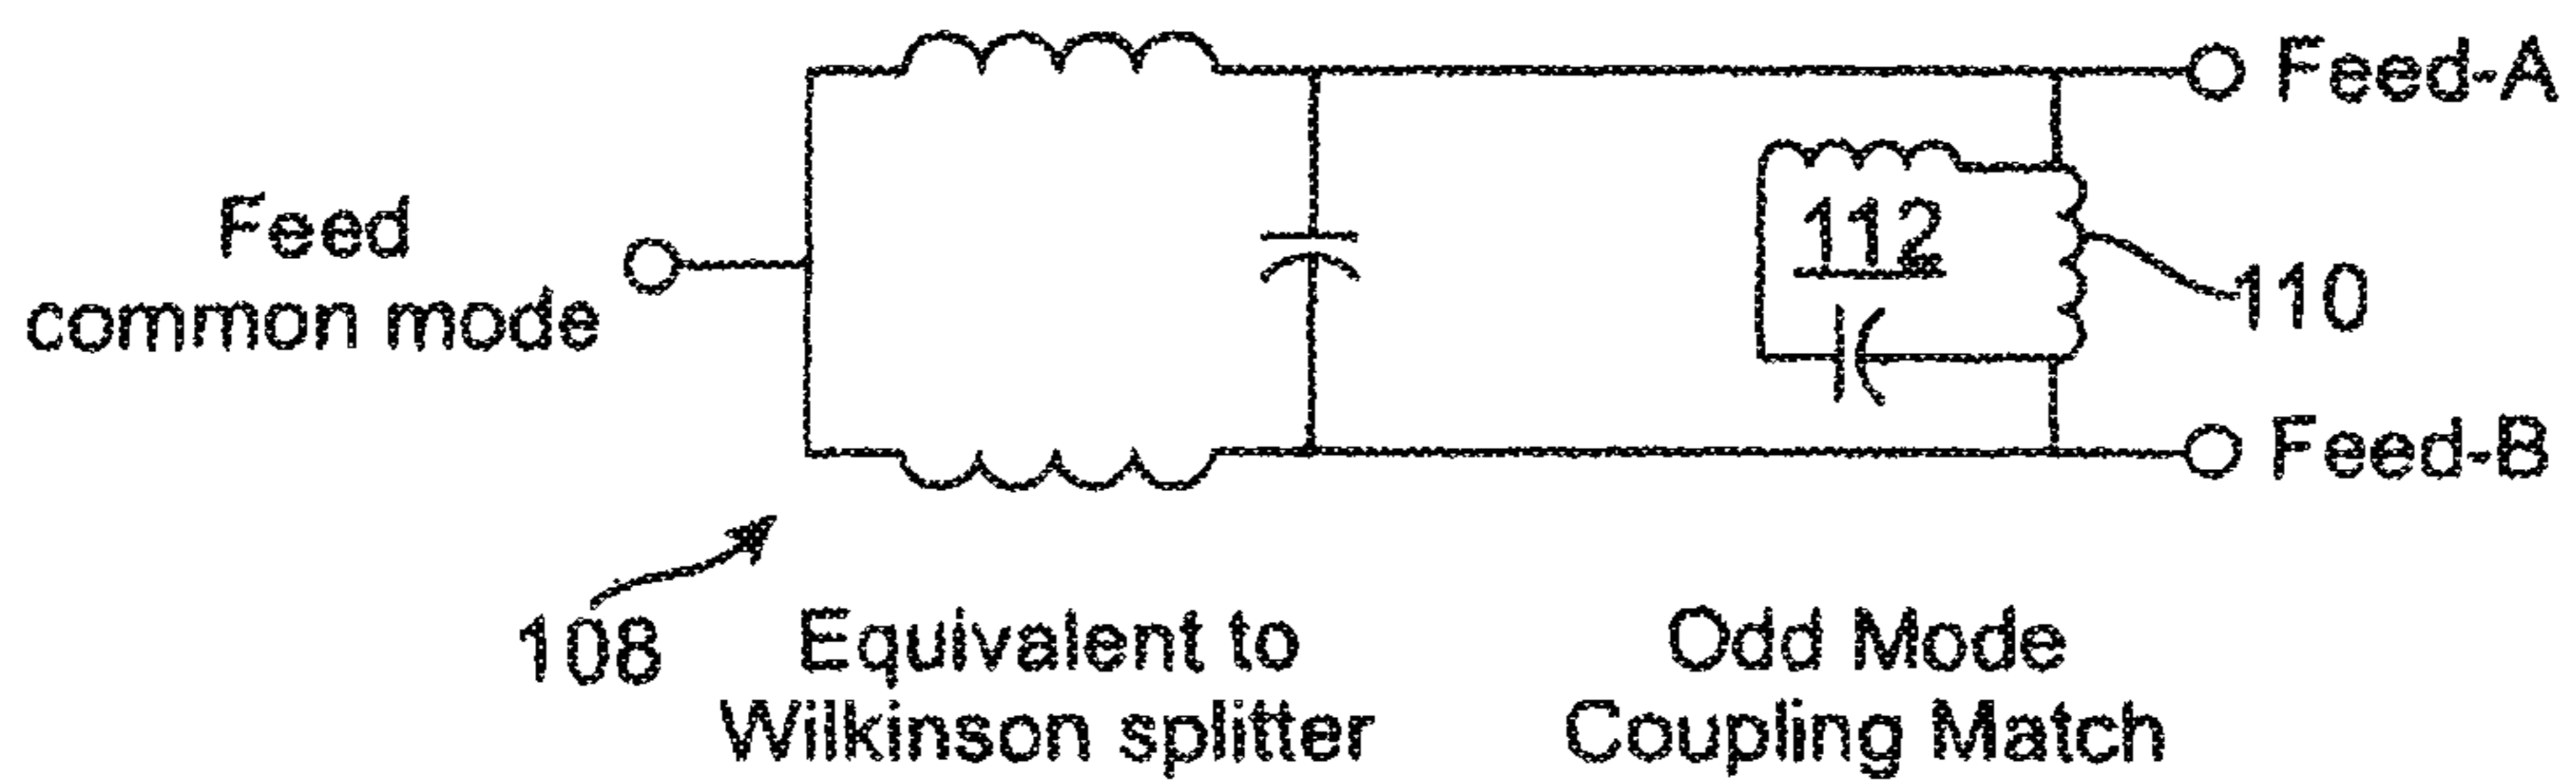 Feed-A
Feed
common mode
112
110
Feed-B
108
Equivalent to
Wilkinson splitter
Odd Mode
Coupling Match